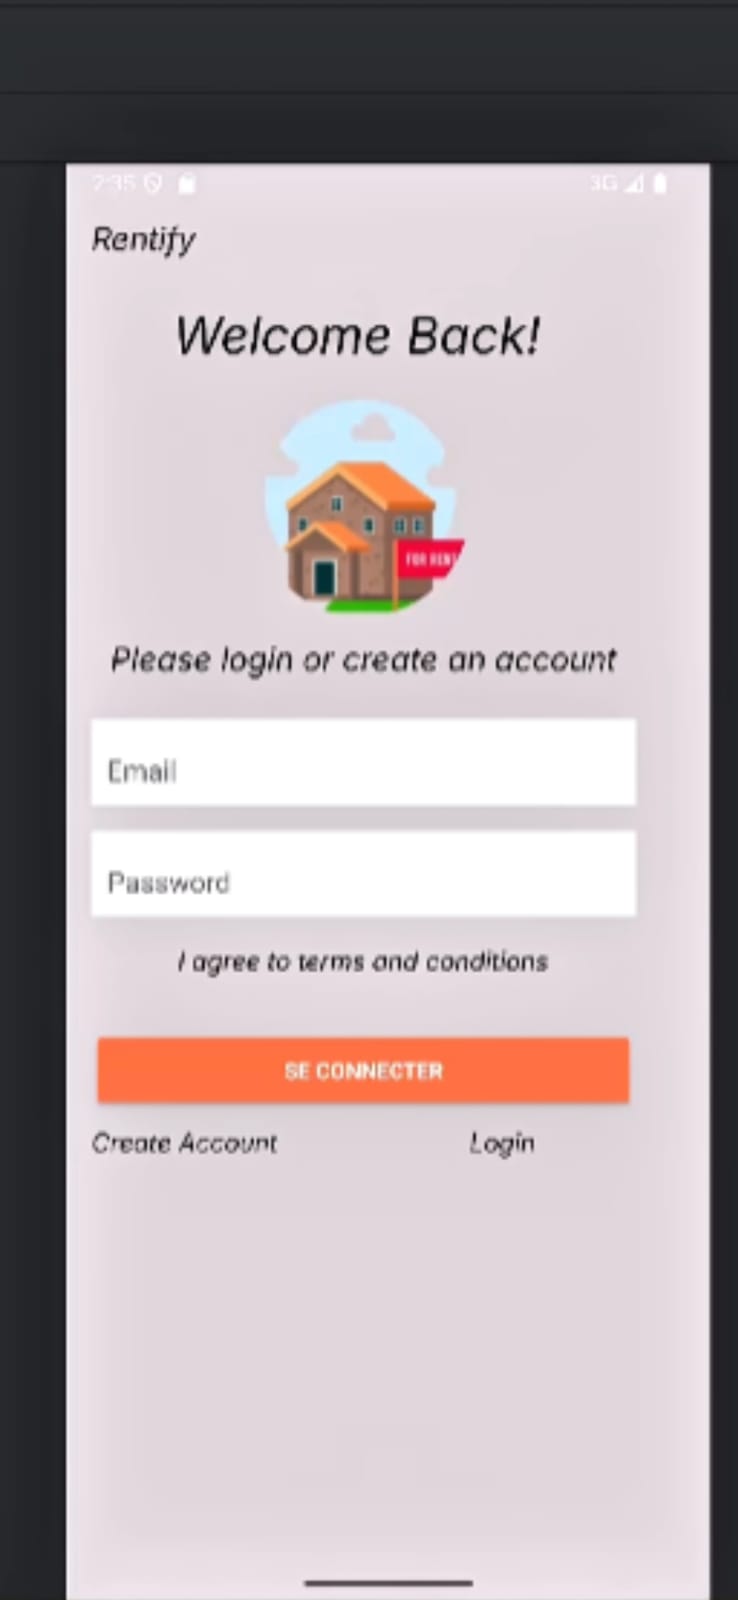 2:35
3G
Rentify
Welcome Back!
FOR RENT
Please login or create an account
Email
Password
I agree to terms and conditions
SE CONNECTER
Create Account Login